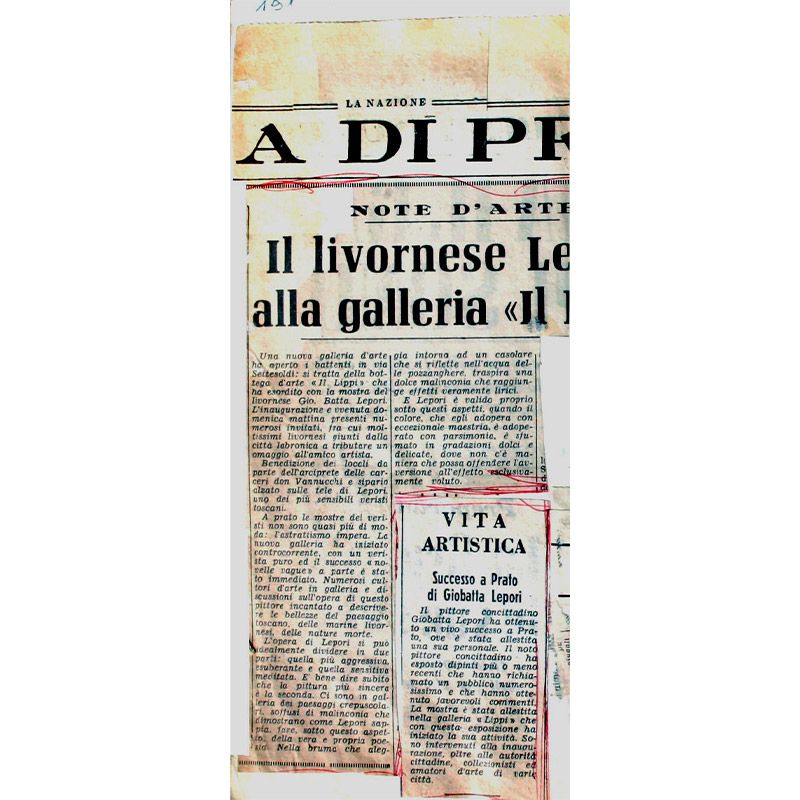 191
LA NAZIONE
A DI PR
NOTE D'ARTE
Il livornese Le
alla galleria «Il
Una nuova galleria d'arte
ha aperto i battenti in via
Settesoldi: si tratta della bot-
tega d'arte «Il Lippi» che
ha esordito con la mostra del
livornese Gio. Batta Lepori.
L'inaugurazione è vvenuta do-
menica mattina presenti nu-
merosi invitati, fra cui mol-
tissimi livornesi giunti dalla
città labronica a tributare un
omaggio all'amico artista.
Benedizione dei locali da
parte dell'arciprete delle car-
ceri don Vannucchi e sipario
alzato sulle tele di Lepori,
uno dei più sensibili veristi
toscani.
A prato le mostre dei veri-
sti non sono quasi più di mo-
da: l'astrattismo impera. La
nuova galleria ha iniziato
controcorrente, con un veri-
sta puro ed il successo «no-
velle vague» a parte è sta-
to immediato. Numerosi cul-
tori d'arte in galleria e di-
scussioni sull'opera di questo
pittore incantato a descrive-
re le bellezze del paesaggio
toscano, delle marine livor-
nesi, delle nature morte.
L'opera di Lepori si può
idealmente dividere in due
parti: quella più aggressiva,
esuberante e quella sensitiva
meditata. E' bene dire subito
che la pittura più sincera
è la seconda. Ci sono in gal-
leria dei paesaggi crepuscola-
ri, soffusi di malinconia che
dimostrano come Lepori sap-
pia, fare, sotto questo aspet-
to, della vera e propria poe-
sia. Nella bruma che aleg-
gia intorno ad un casolare
che si riflette nell'acqua del-
le pozzanghere, traspira una
dolce malinconia che raggiun-
ge effetti veramente lirici.
E Lepori è valido proprio
sotto questi aspetti, quando il
colore, che egli adopera con
eccezionale maestria, è adope-
rato con parsimonia, e sfu-
mato in gradazioni dolci e
delicate, dove non c'è ma-
niera che possa offendere l'av-
versione all'effetto esclusiva-
mente voluto.
VITA
ARTISTICA
Successo a Prato
di Giobatta Lepori
Il pittore concittadino
Giobatta Lepori ha ottenu-
to un vivo successo a Pra-
to, ove è stata allestita
una sua personale. Il noto
pittore concittadino ha
esposto dipinti più o meno
recenti che hanno richia-
mato un pubblico numero-
sissimo e che hanno otte-
nuto favorevoli commenti.
La mostra è stata allestita
nella galleria «Lippi» che
con questa esposizione ha
iniziato la sua attività. So-
no intervenuti alla inaugu-
razione, oltre alle autorità
cittadine, collezionisti ed
amatori d'arte di varie
città.